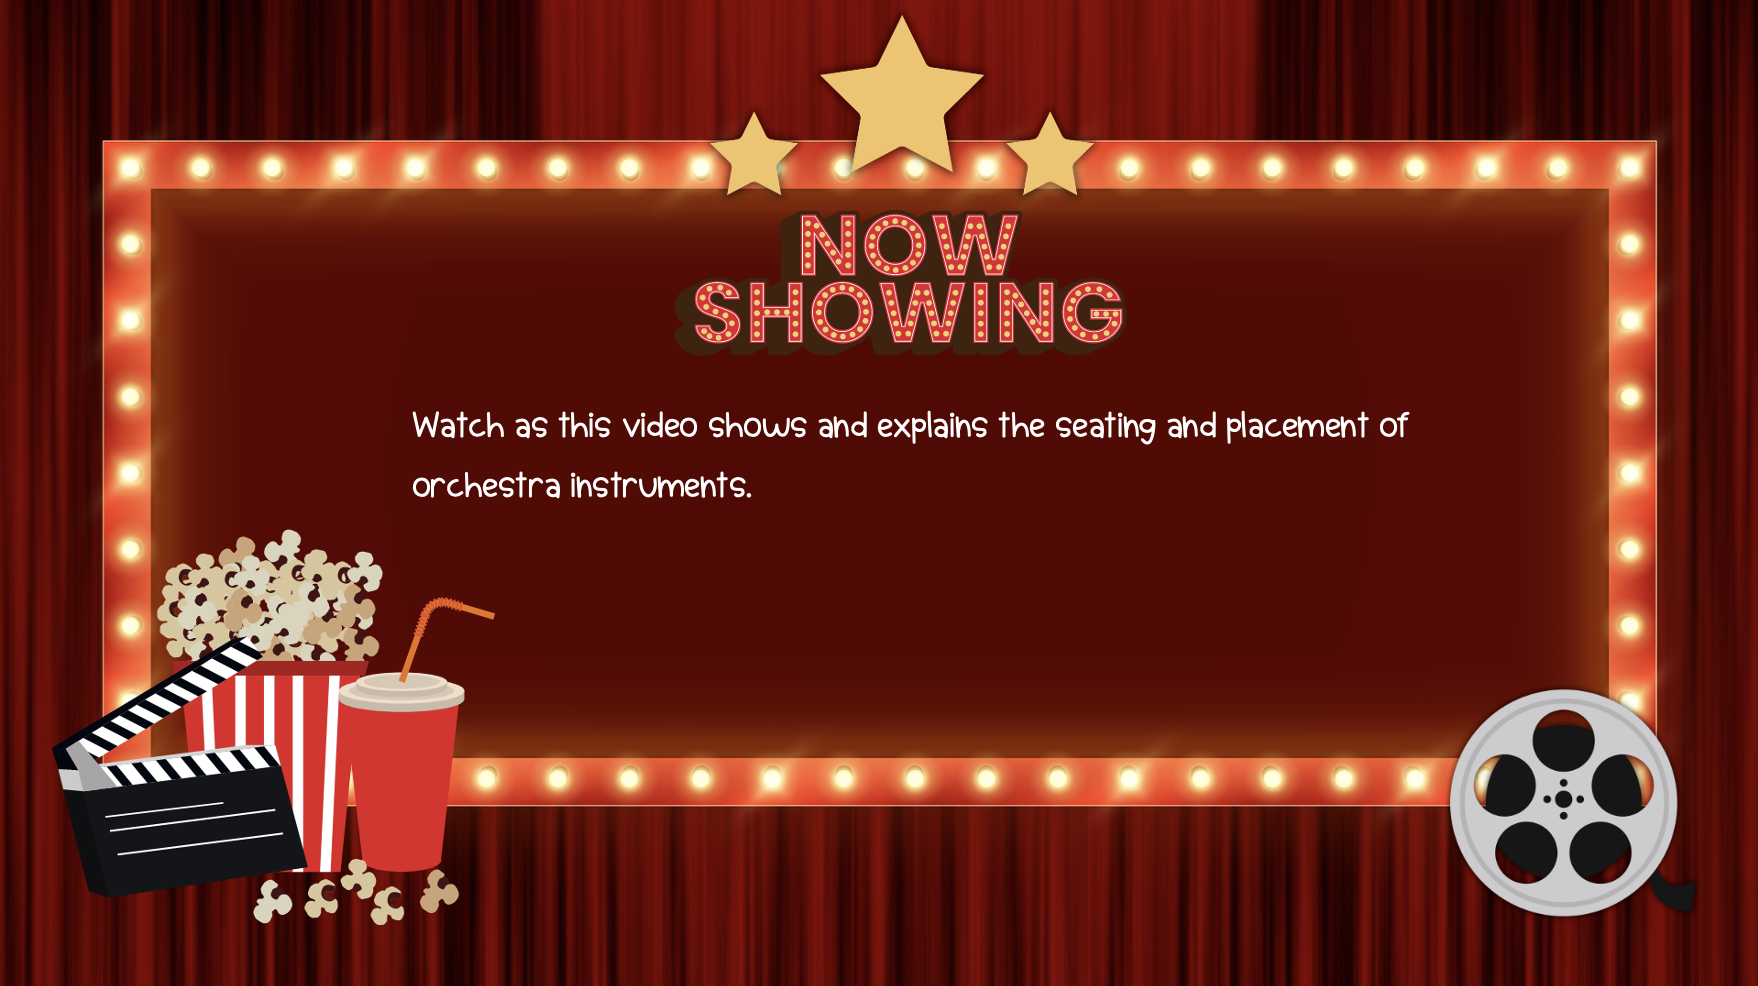 NOW
SHOWING
Watch as this video shows and explains the seating and placement of
orchestra instruments.